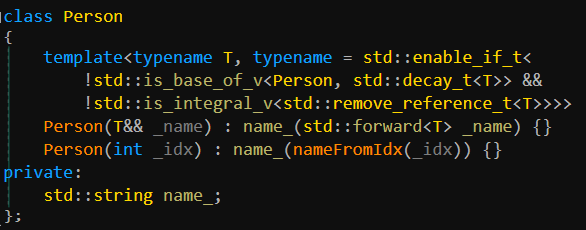 class Person
{
    template<typename T, typename = std::enable_if_t<
        !std::is_base_of_v<Person, std::decay_t<T>> &&
        !std::is_integral_v<std::remove_reference_t<T>>>>
    Person(T&& _name) : name_(std::forward<T> _name) {}
    Person(int _idx) : name_(nameFromIdx(_idx)) {}
private:
    std::string name_;
};